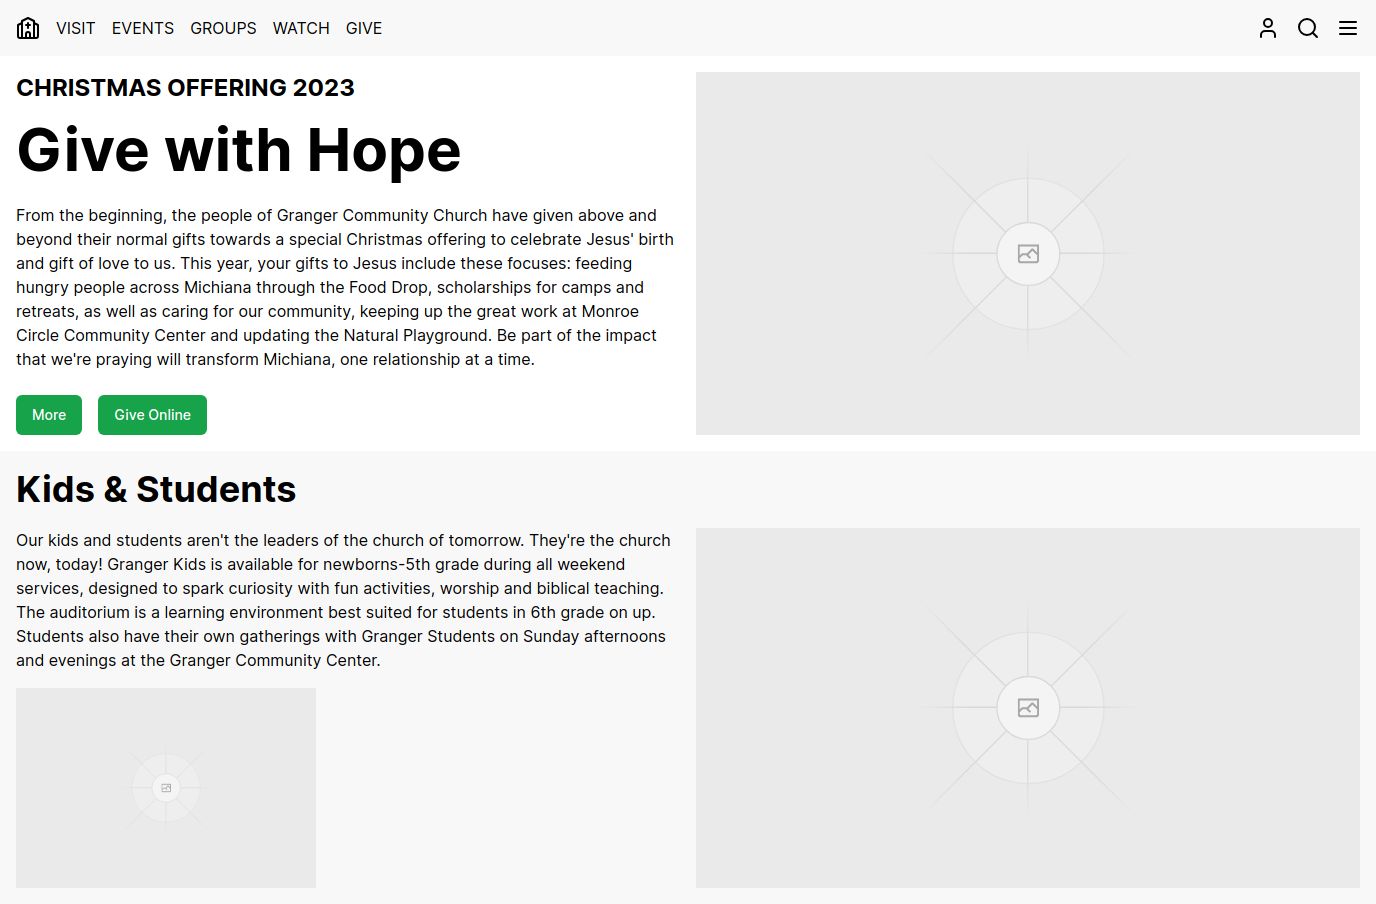 VISIT EVENTS GROUPS WATCH GIVE
CHRISTMAS OFFERING 2023
Give with Hope
From the beginning, the people of Granger Community Church have given above and
beyond their normal gifts towards a special Christmas offering to celebrate Jesus' birth
and gift of love to us. This year, your gifts to Jesus include these focuses: feeding
hungry people across Michiana through the Food Drop, scholarships for camps and
retreats, as well as caring for our community, keeping up the great work at Monroe
Circle Community Center and updating the Natural Playground. Be part of the impact
that we're praying will transform Michiana, one relationship at a time.
More Give Online
Kids & Students
Our kids and students aren't the leaders of the church of tomorrow. They're the church
now, today! Granger Kids is available for newborns-5th grade during all weekend
services, designed to spark curiosity with fun activities, worship and biblical teaching.
The auditorium is a learning environment best suited for students in 6th grade on up.
Students also have their own gatherings with Granger Students on Sunday afternoons
and evenings at the Granger Community Center.